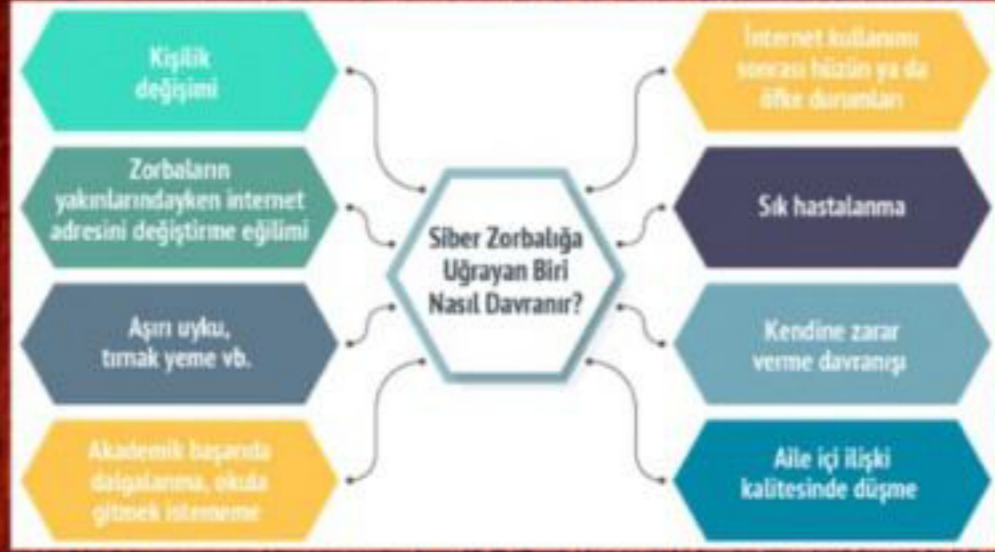 Kişilik
değişimi
Zorbaların
yakınlarındayken internet
adresini değiştirme eğilimi
Aşırı uyku,
tırnak yeme vb.
Akademik başarıda
dalgalanma, okula
gitmek istememe
Siber Zorbalığa
Uğrayan Biri
Nasıl Davranır?
İnternet kullanımı
sonrası hüzün ya da
öfke durumları
Sık hastalanma
Kendine zarar
verme davranışı
Aile içi ilişki
kalitesinde düşme